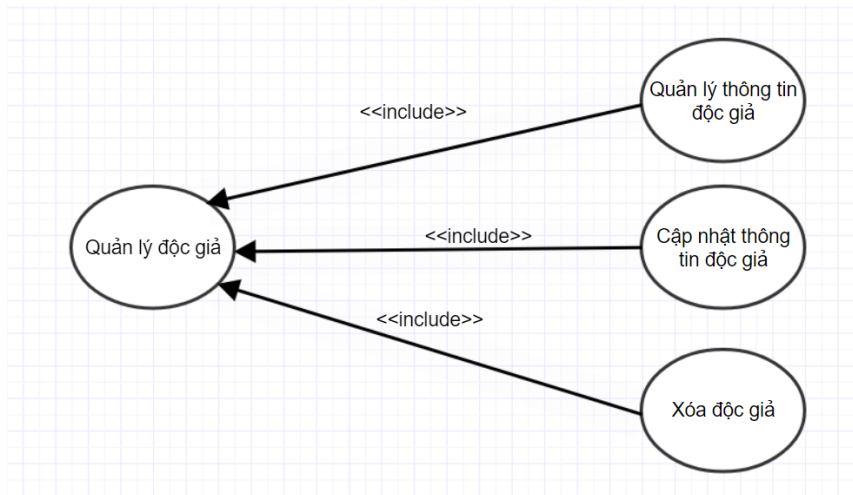 <<include>>
Quản lý thông tin
độc giả
Quản lý độc giả
<<include>>
Cập nhật thông
tin độc giả
<<include>>
Xóa độc giả